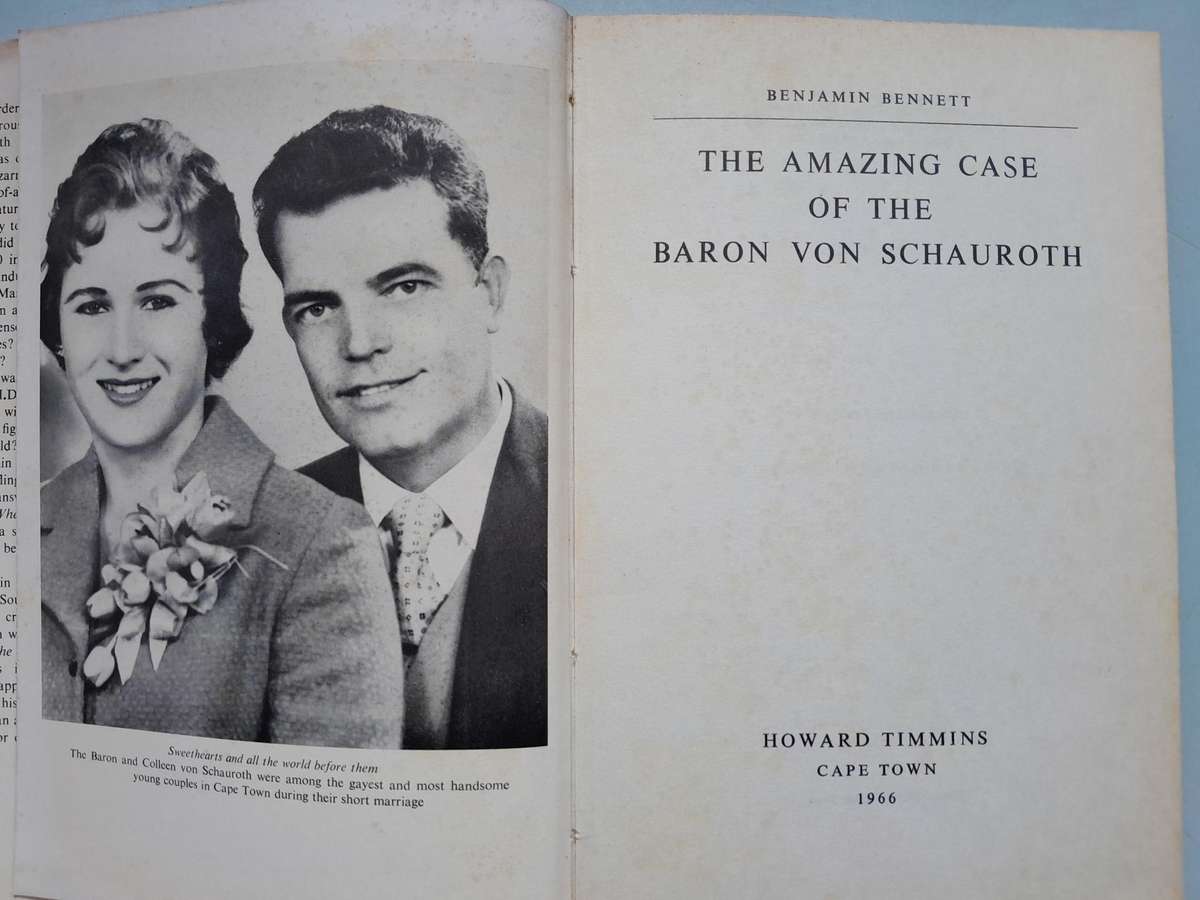 Sweethearts and all the world before them
The Baron and Colleen von Schauroth were among the gayest and most handsome
young couples in Cape Town during their short marriage
BENJAMIN BENNETT
THE AMAZING CASE
OF THE
BARON VON SCHAUROTH
HOWARD TIMMINS
CAPE TOWN
1966